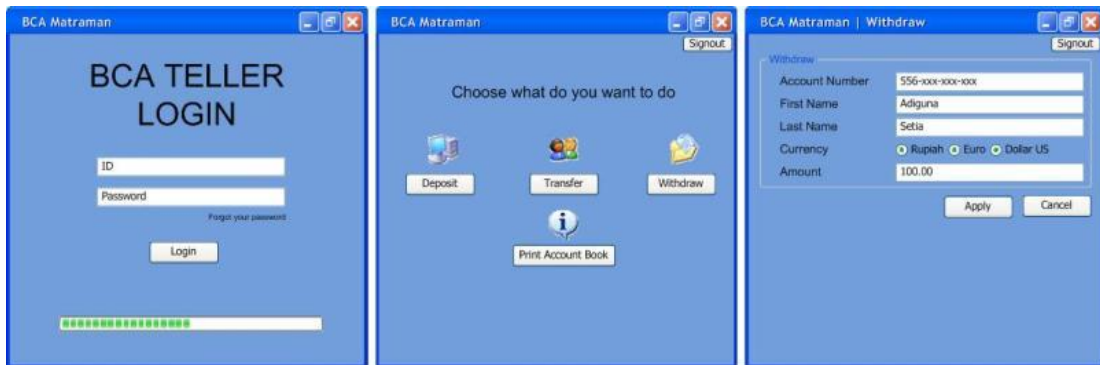 BCA Matraman
BCA TELLER
LOGIN
ID
Password
Forgot your password
Login
BCA Matraman
Signout
Choose what do you want to do
Deposit
Transfer
Withdraw
Print Account Book
BCA Matraman | Withdraw
Signout
Withdraw
Account Number 556-xxx-xxx-xxx
First Name Adiguna
Last Name Setia
Currency Rupiah Euro Dollar US
Amount 100.00
Apply Cancel